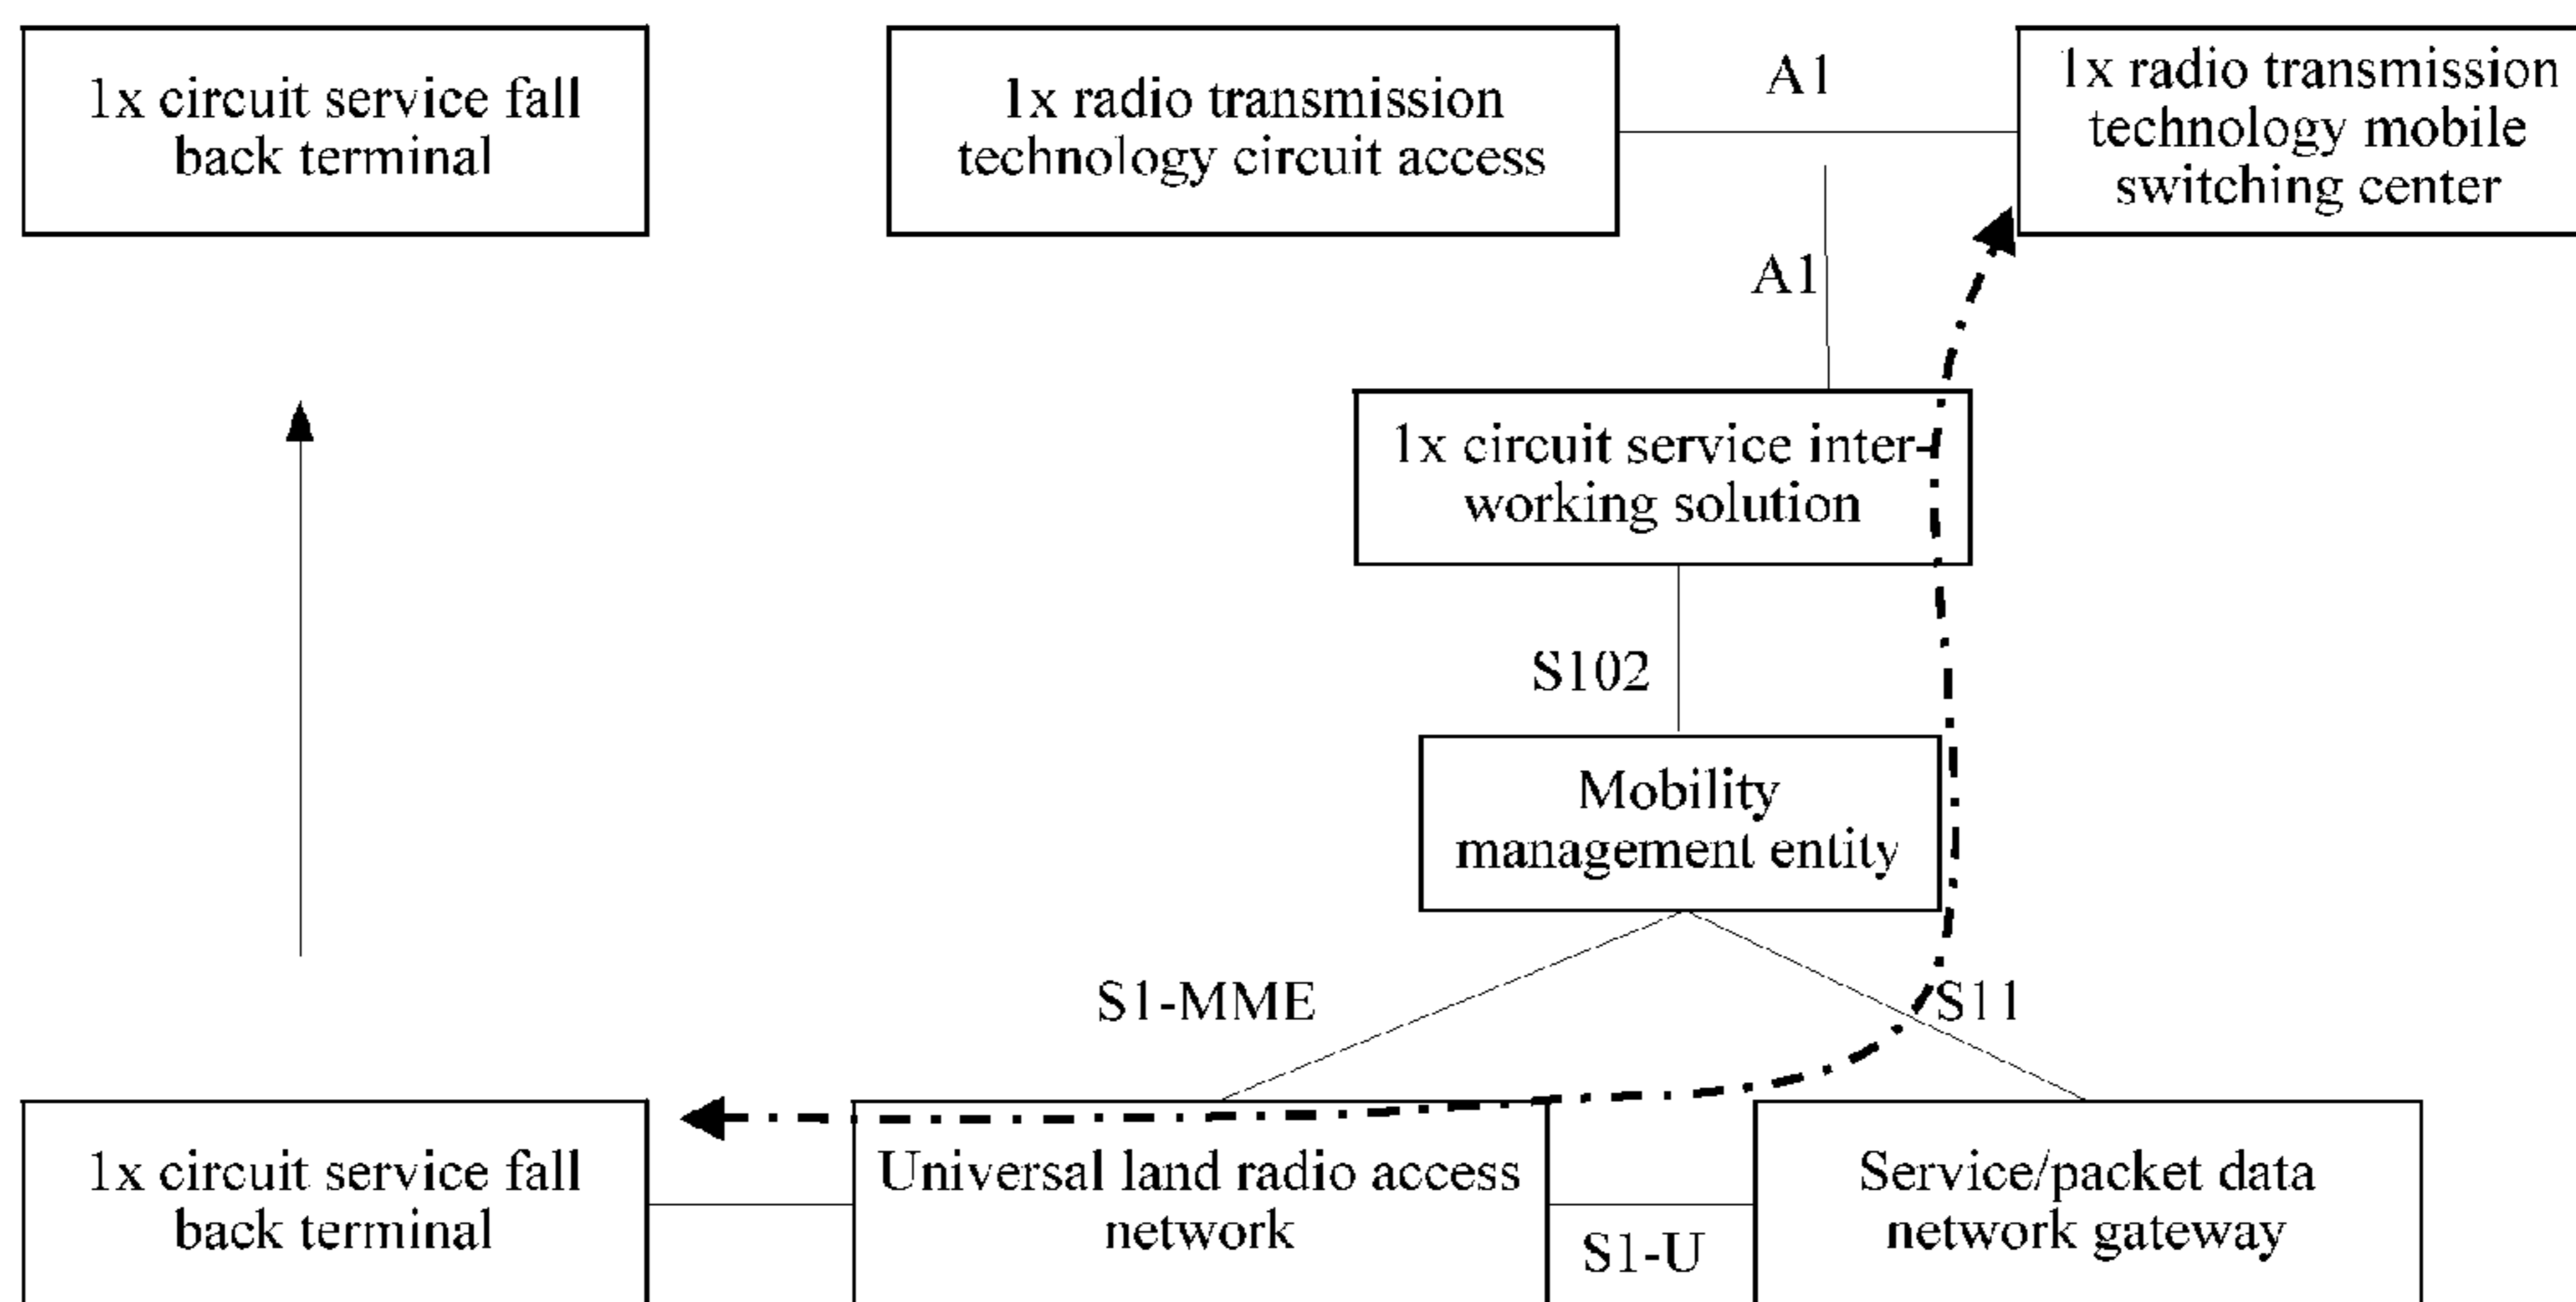 1x circuit service fall
back terminal
1x radio transmission
technology circuit access
A1
1x radio transmission
technology mobile
switching center
A1
1x circuit service inter-
working solution
S102
Mobility
management entity
S1-MME
S11
1x circuit service fall
back terminal
Universal land radio access
network
S1-U
Service/packet data
network gateway